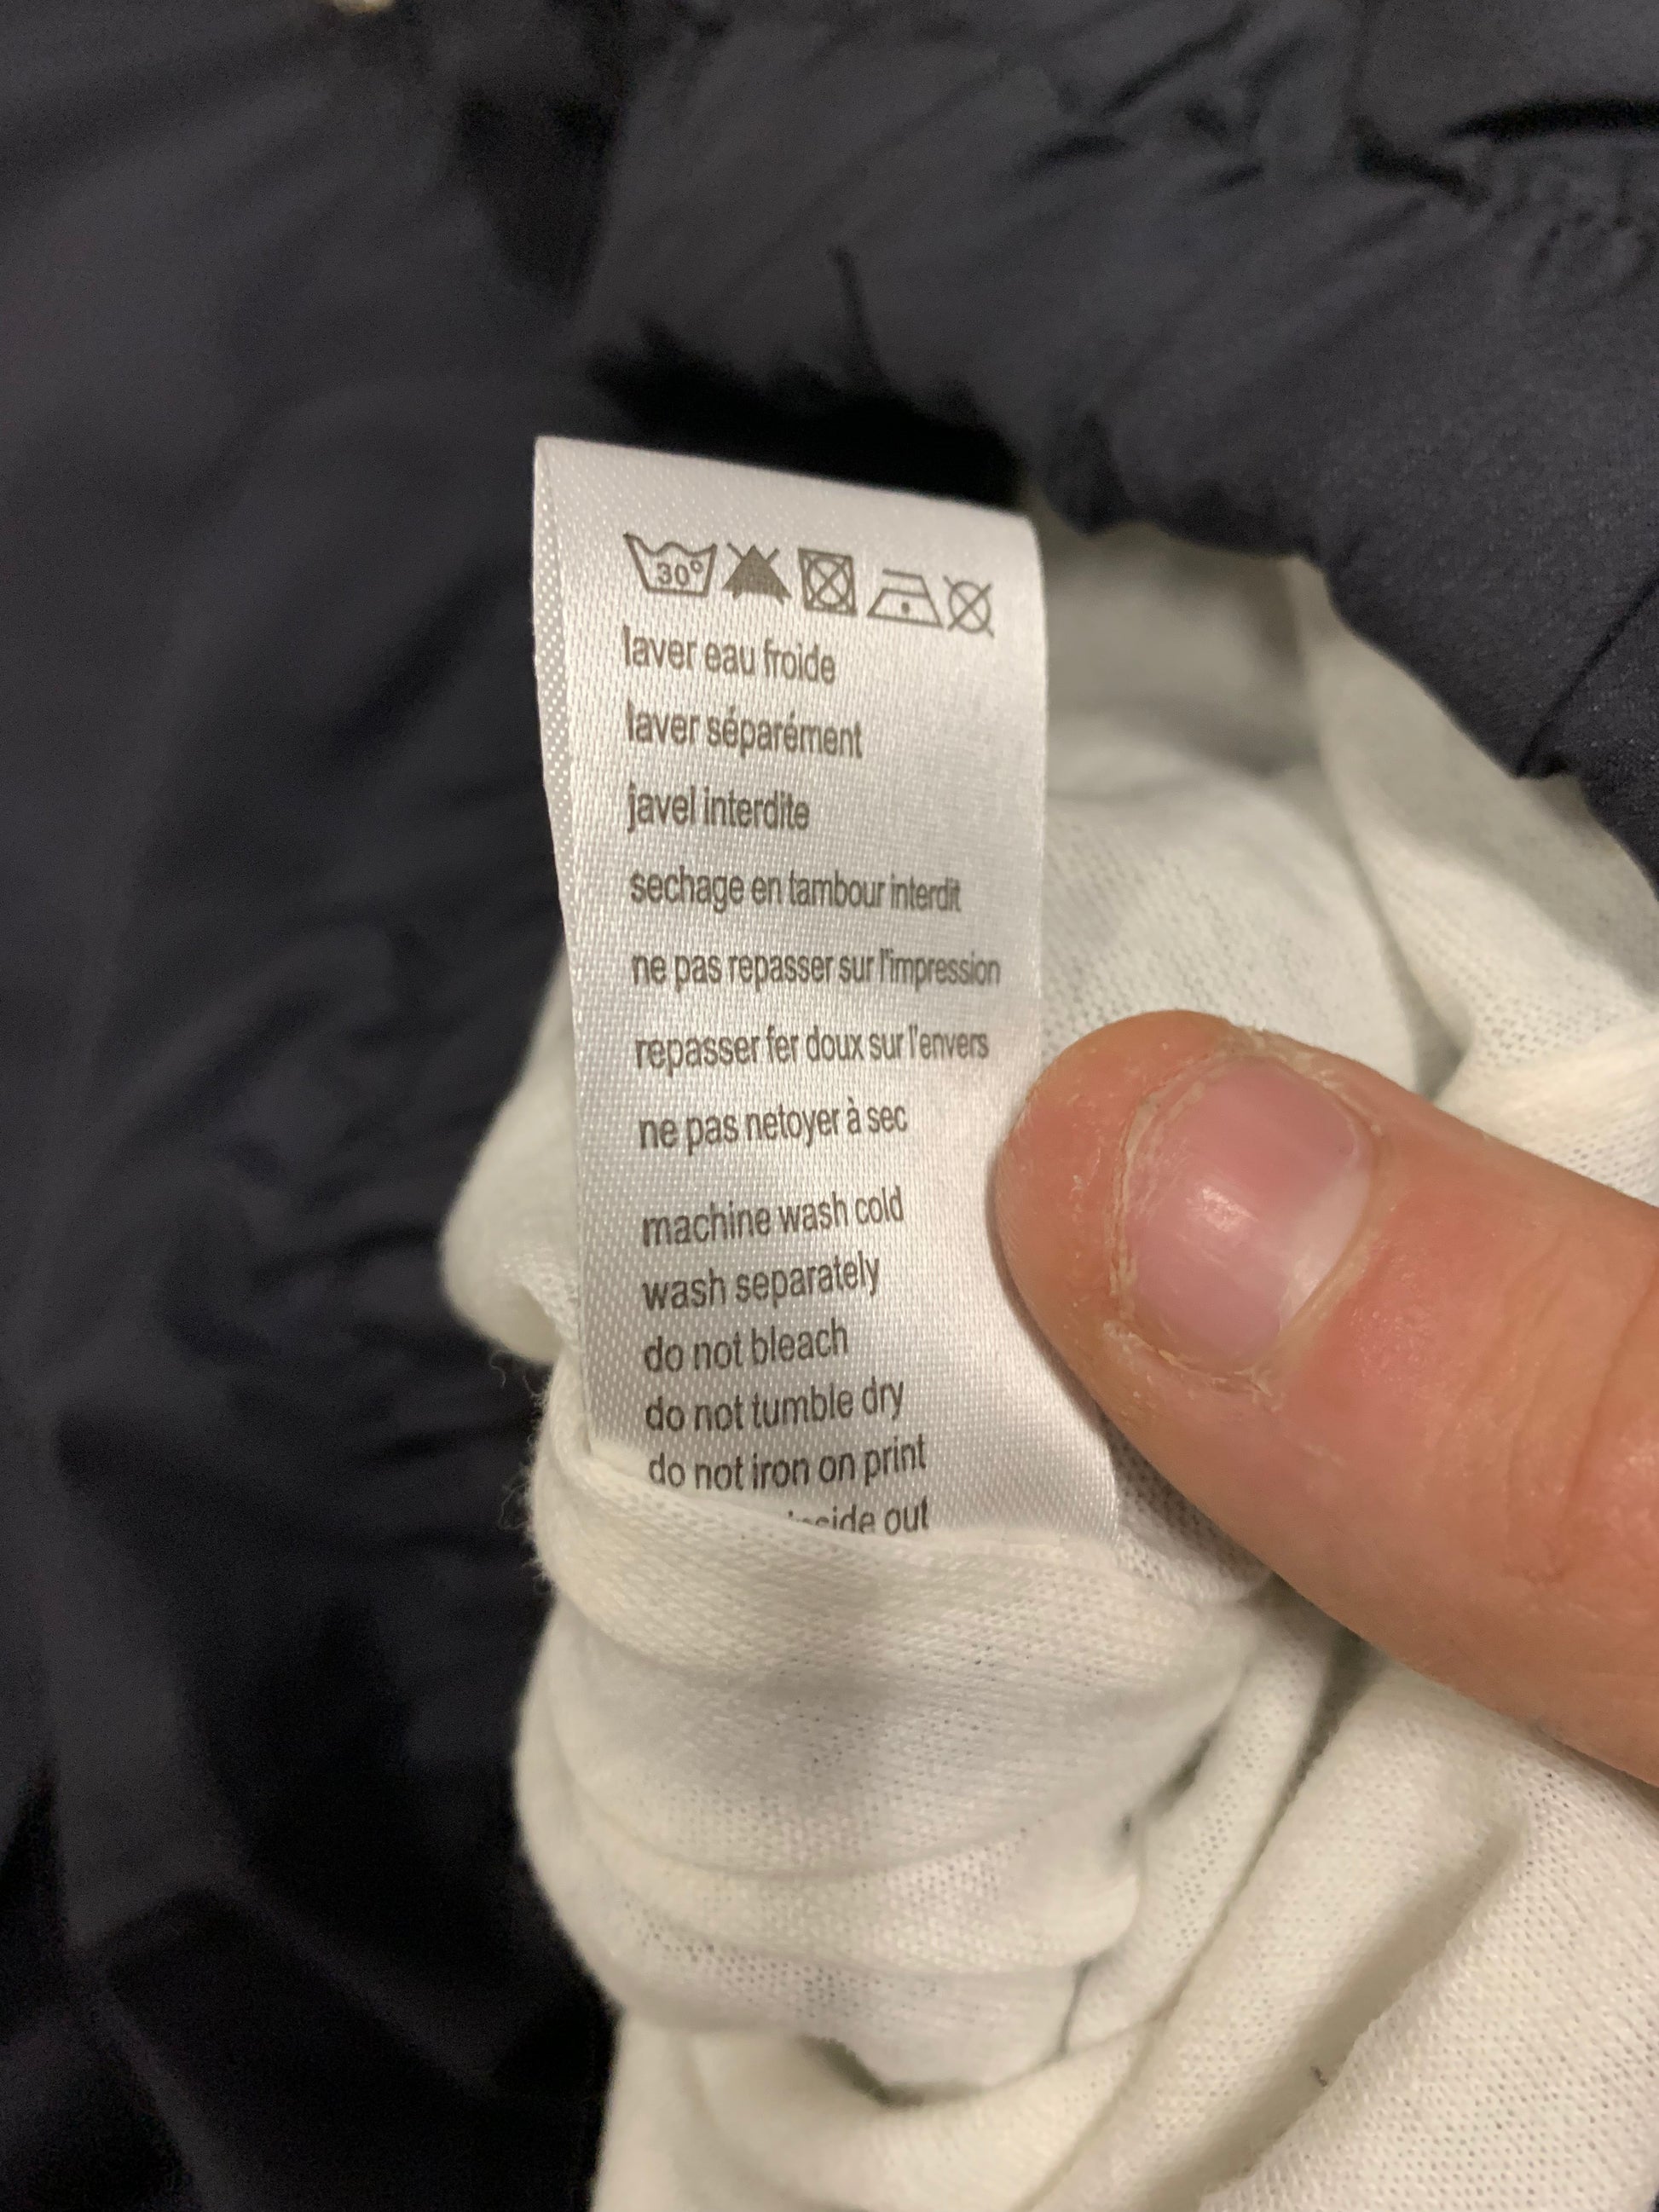 30°
laver eau froide
laver séparément
javel interdite
sechage en tambour interdit
ne pas repasser sur l'impression
repasser fer doux sur l'envers
ne pas netoyer à sec
machine wash cold
wash separately
do not bleach
do not tumble dry
do not iron on print
out